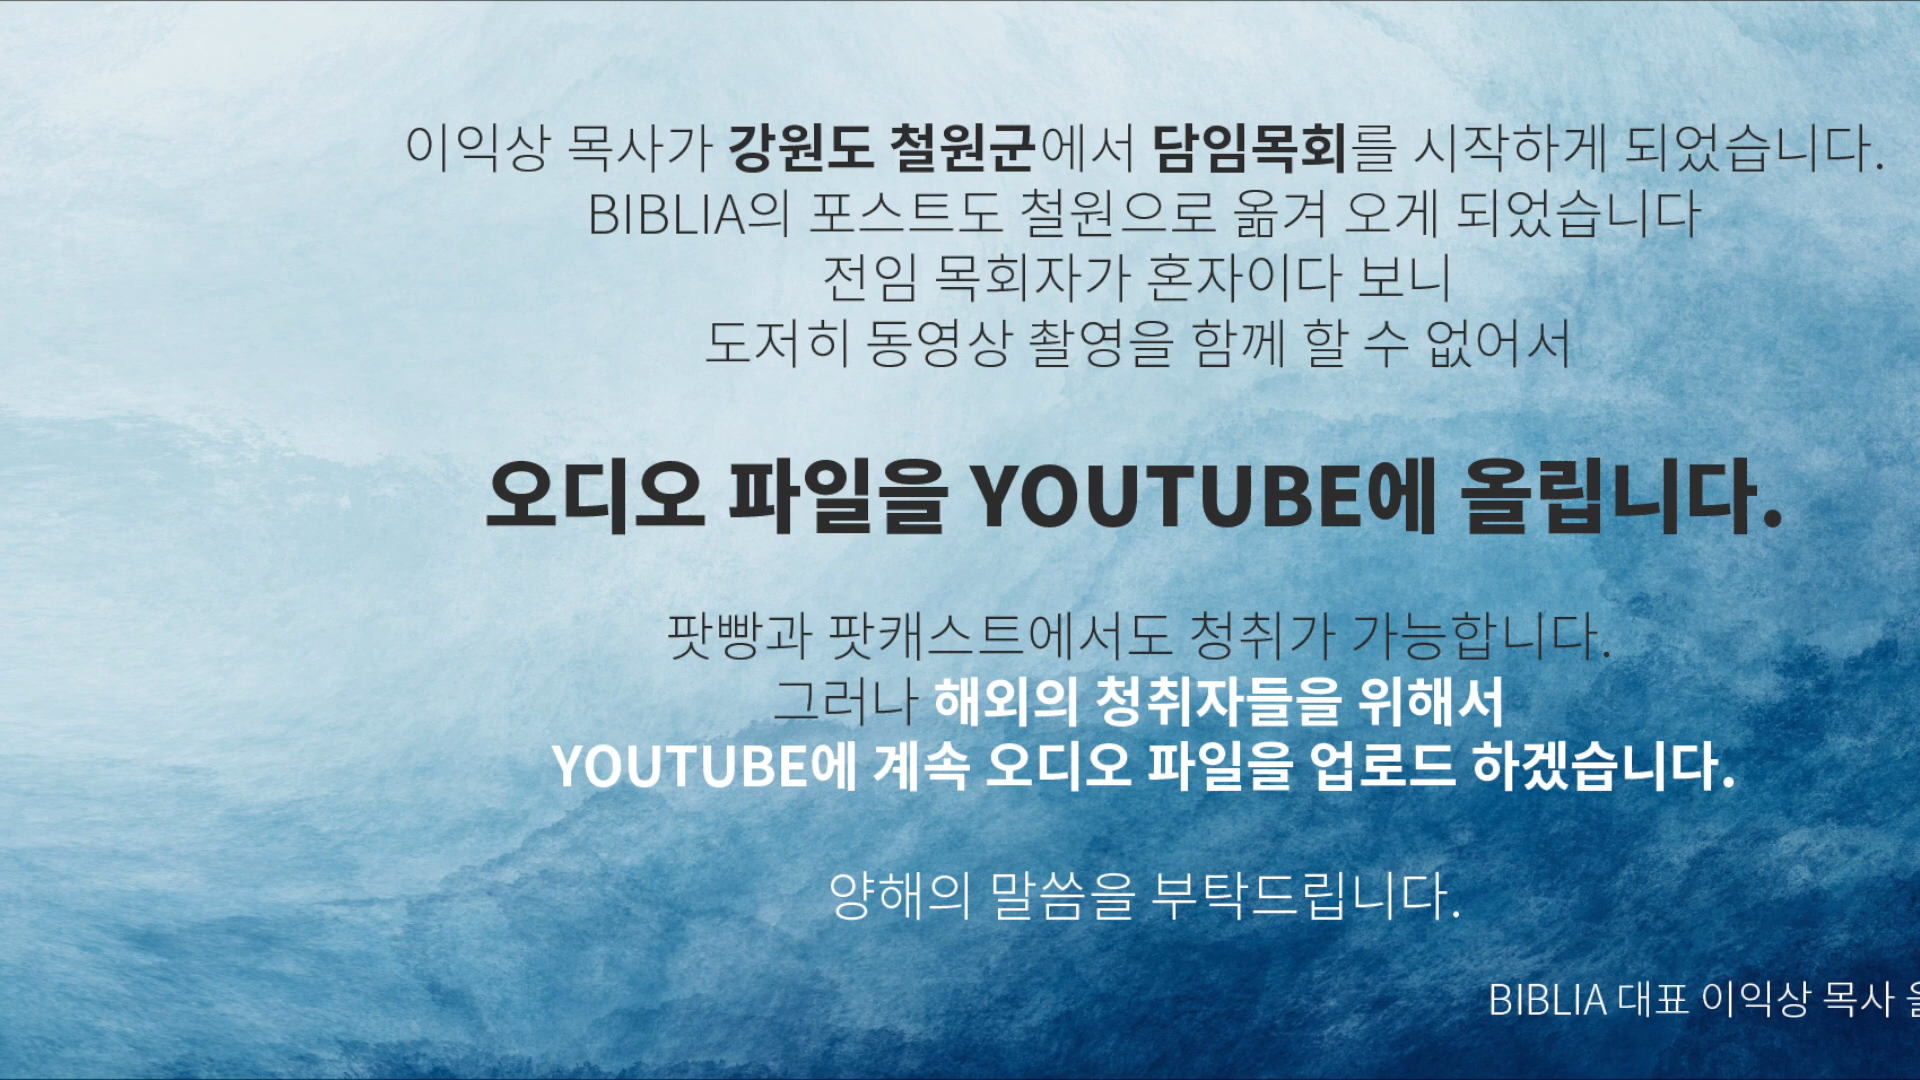 이익상 목사가 강원도 철원군에서 담임목회를 시작하게 되었습니다.
BIBLIA의 포스트도 철원으로 옮겨 오게 되었습니다
전임 목회자가 혼자이다 보니
도저히 동영상 촬영을 함께 할 수 없어서
오디오 파일을 YOUTUBE에 올립니다.
팟빵과 팟캐스트에서도 청취가 가능합니다.
그러나 해외의 청취자들을 위해서
YOUTUBE에 계속 오디오 파일을 업로드 하겠습니다.
양해의 말씀을 부탁드립니다.
BIBLIA 대표 이익상 목사